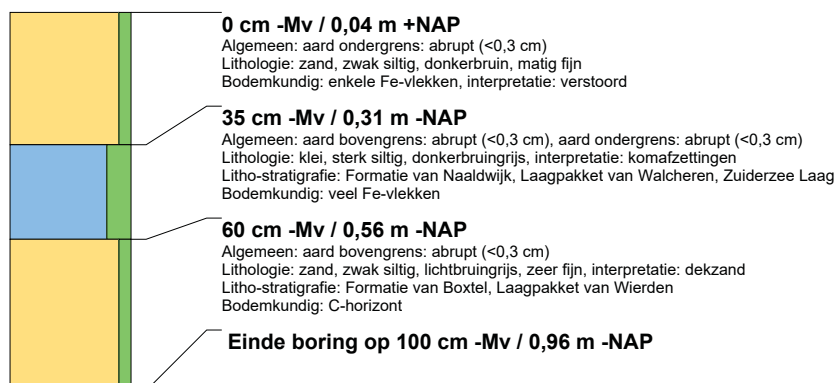 0 cm -Mv / 0,04 m +NAP
Algemeen: aard ondergrens: abrupt (<0,3 cm)
Lithologie: zand, zwak siltig, donkerbruin, matig fijn
Bodemkundig: enkele Fe-vlekken, interpretatie: verstoord
35 cm -Mv / 0,31 m -NAP
Algemeen: aard bovengrens: abrupt (<0,3 cm), aard ondergrens: abrupt (<0,3 cm)
Lithologie: klei, sterk siltig, donkerbruingrijs, interpretatie: komafzettingen
Litho-stratigrafie: Formatie van Naaldwijk, Laagpakket van Walcheren, Zuiderzee Laag
Bodemkundig: veel Fe-vlekken
60 cm -Mv / 0,56 m -NAP
Algemeen: aard bovengrens: abrupt (<0,3 cm)
Lithologie: zand, zwak siltig, lichtbruingrijs, zeer fijn, interpretatie: dekzand
Litho-stratigrafie: Formatie van Boxtel, Laagpakket van Wierden
Bodemkundig: C-horizont
Einde boring op 100 cm -Mv / 0,96 m -NAP